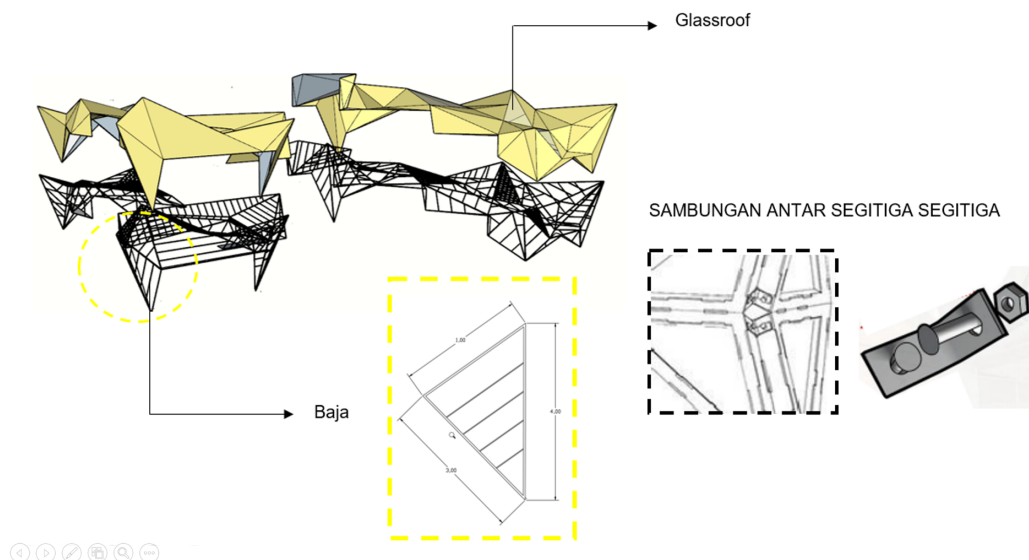 Glassroof
SAMBUNGAN ANTAR SEGITIGA SEGITIGA
1,00
4,00
Baja
3,00